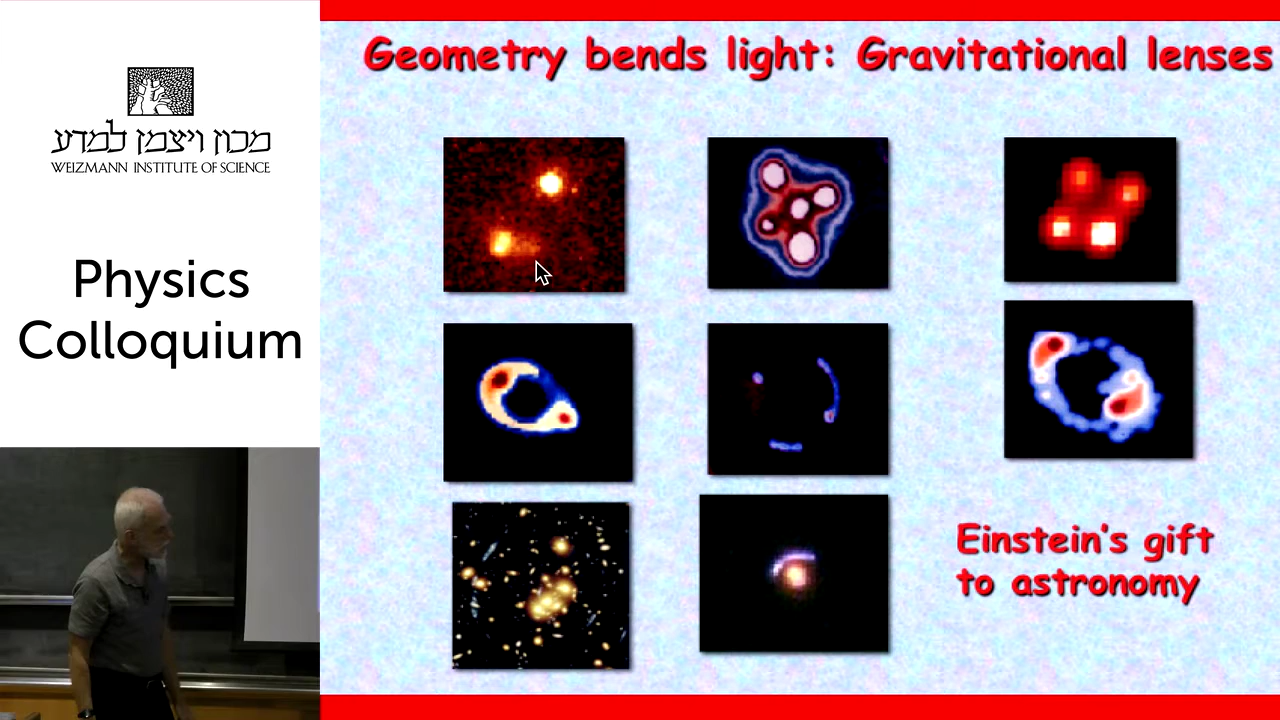 מכון ויצמן למדע
WEIZMANN INSTITUTE OF SCIENCE
Physics
Colloquium
Geometry bends light: Gravitational lenses
Einstein's gift
to astronomy